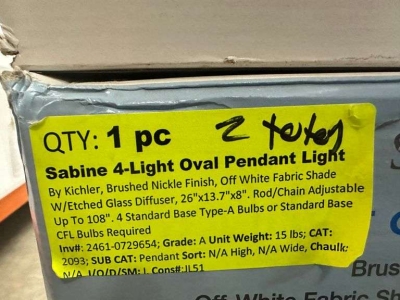 QTY: 1 pc 2
Sabine 4-Light Oval Pendant Light
By Kichler, Brushed Nickle Finish, Off White Fabric Shade
W/Etched Glass Diffuser, 26"x13.7"x8". Rod/Chain Adjustable
Up To 108". 4 Standard Base Type-A Bulbs or Standard Base
CFL Bulbs Required
Inv#: 2461-0729654; Grade: A Unit Weight: 15 lbs; CAT:
2093; SUB CAT: Pendant Sort: N/A High, N/A Wide, Chaulk:
N/A, I/O/D/SM: I, Cons#:JL51
Brus
Off-White Fabric Sh